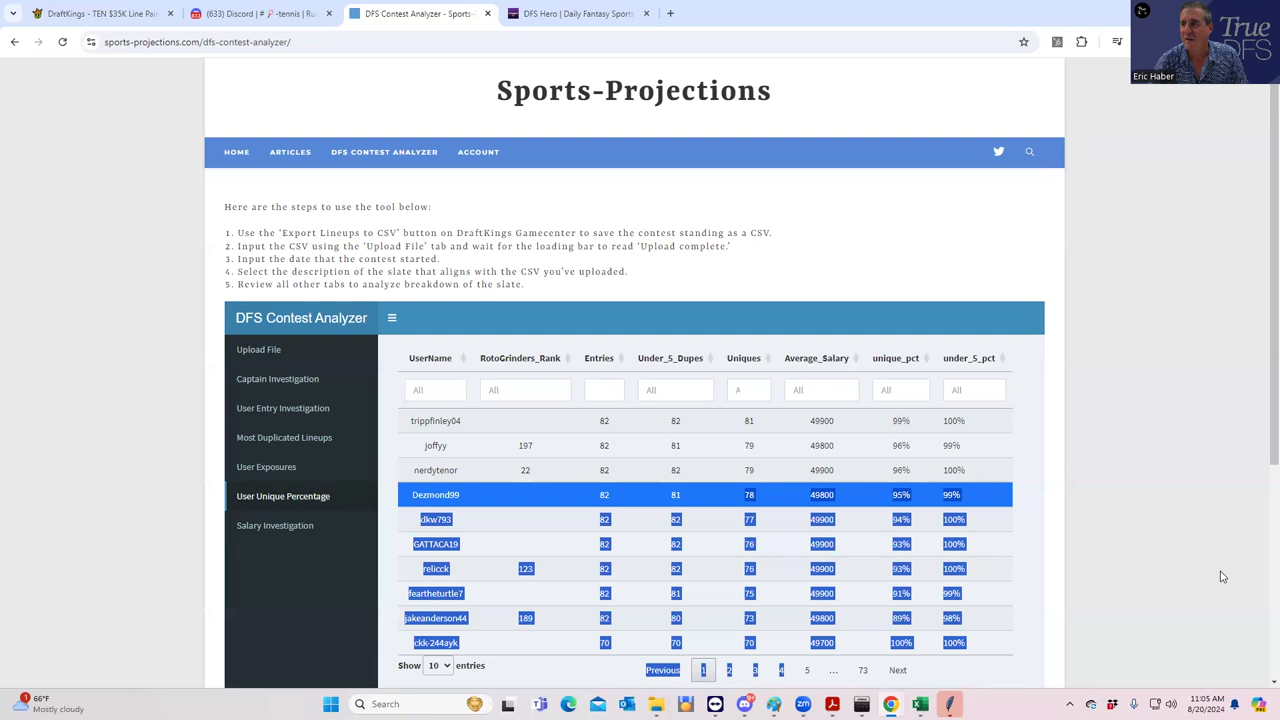 DraftKings - TEN $35K Line Pair
(633) Discord | 🎾-tennis Right
DFS Contest Analyzer - Sports-
DFS Hero | Daily Fantasy Sports
sports-projections.com/dfs-contest-analyzer/
True
DFS
Eric Haber
Sports-Projections
HOME ARTICLES DFS CONTEST ANALYZER ACCOUNT
Here are the steps to use the tool below:
1. Use the ‘Export Lineups to CSV’ button on DraftKings Gamecenter to save the contest standing as a CSV.
2. Input the CSV using the ‘Upload File’ tab and wait for the loading bar to read ‘Upload complete.’
3. Input the date that the contest started.
4. Select the description of the slate that aligns with the CSV you’ve uploaded.
5. Review all other tabs to analyze breakdown of the slate.
DFS Contest Analyzer
Upload File
Captain Investigation
User Entry Investigation
Most Duplicated Lineups
User Exposures
User Unique Percentage
Salary Investigation
UserName RotoGrinders_Rank Entries Under_5_Dupes Uniques Average_Salary unique_pct under_5_pct
All All All A All All All
trippfinley04 82 82 81 49900 99% 100%
joffyy 197 82 81 79 49800 96% 99%
nerdytenor 22 82 82 79 49900 96% 100%
Dezmond99 82 81 78 49800 95% 99%
dkw793 82 82 77 49900 94% 100%
GATTACA19 82 82 76 49900 93% 100%
relicck 123 82 82 76 49900 93% 100%
feartheturtle7 82 81 75 49900 91% 99%
jakeanderson44 189 82 80 73 49800 89% 98%
ckk-244ayk 70 70 70 49700 100% 100%
Show 10 entries
Previous 1 2 3 4 5 … 73 Next
1
66°F
Mostly cloudy
Search
zm
11:05 AM
8/20/2024